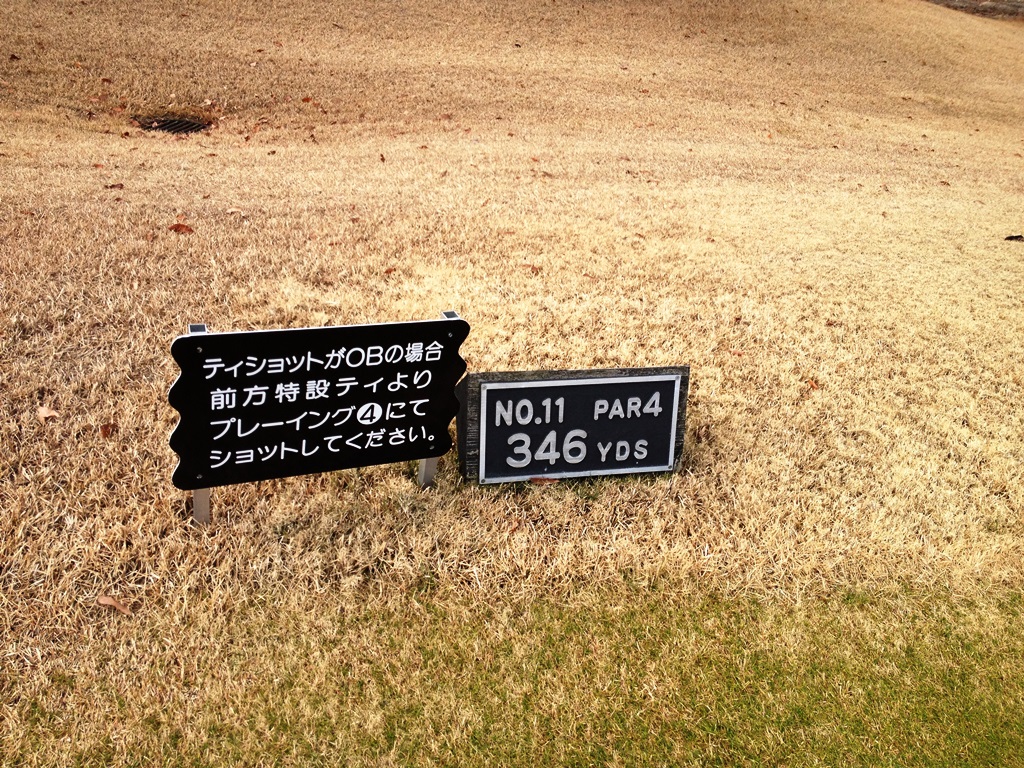 ティショットがOBの場合
前方特設ティより
プレーイング❹にて
ショットしてください。
NO.11 PAR4
346 YDS